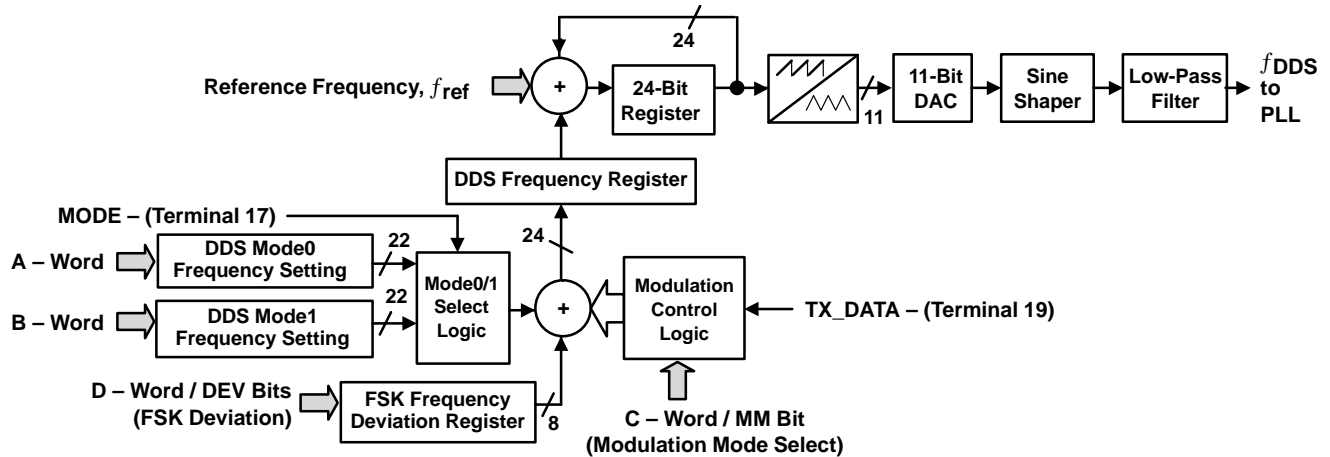 24
Reference Frequency, fref
+
24-Bit
Register
11
11-Bit
DAC
Sine
Shaper
Low-Pass
Filter
fDDS
to
PLL
DDS Frequency Register
MODE – (Terminal 17)
24
A – Word
DDS Mode0
Frequency Setting
22
B – Word
DDS Mode1
Frequency Setting
22
Mode0/1
Select
Logic
+
Modulation
Control
Logic
TX_DATA – (Terminal 19)
D – Word / DEV Bits
(FSK Deviation)
FSK Frequency
Deviation Register
8
C – Word / MM Bit
(Modulation Mode Select)